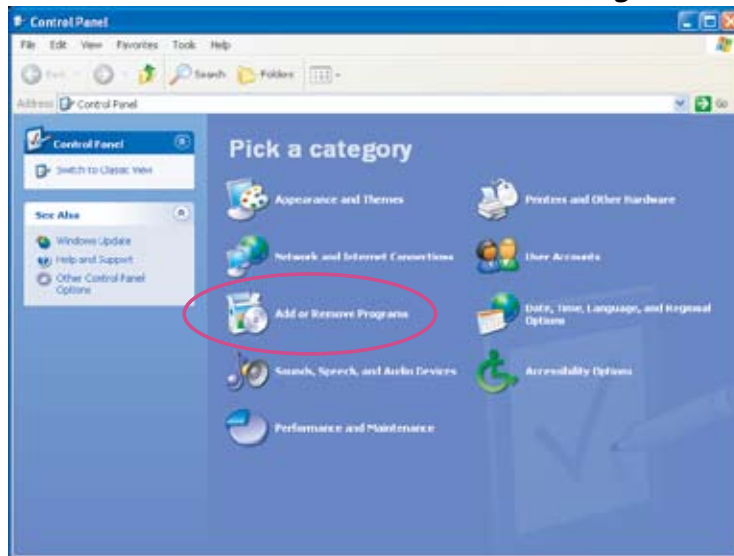 Control Panel
File Edit View Favorites Tools Help
Search Folders
Address Control Panel Go
Control Panel
Switch to Classic View
See Also
Windows Update
Help and Support
Other Control Panel
Options
Pick a category
Appearance and Themes
Printers and Other Hardware
Network and Internet Connections
User Accounts
Add or Remove Programs
Date, Time, Language, and Regional
Options
Sounds, Speech, and Audio Devices
Accessibility Options
Performance and Maintenance